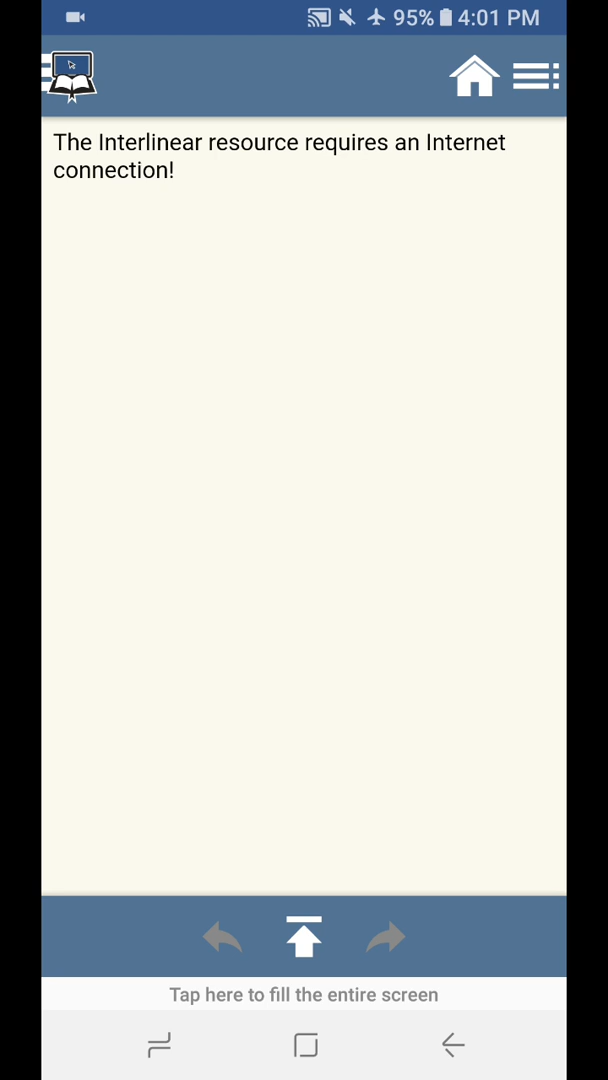 95% 4:01 PM
The Interlinear resource requires an Internet
connection!
Tap here to fill the entire screen